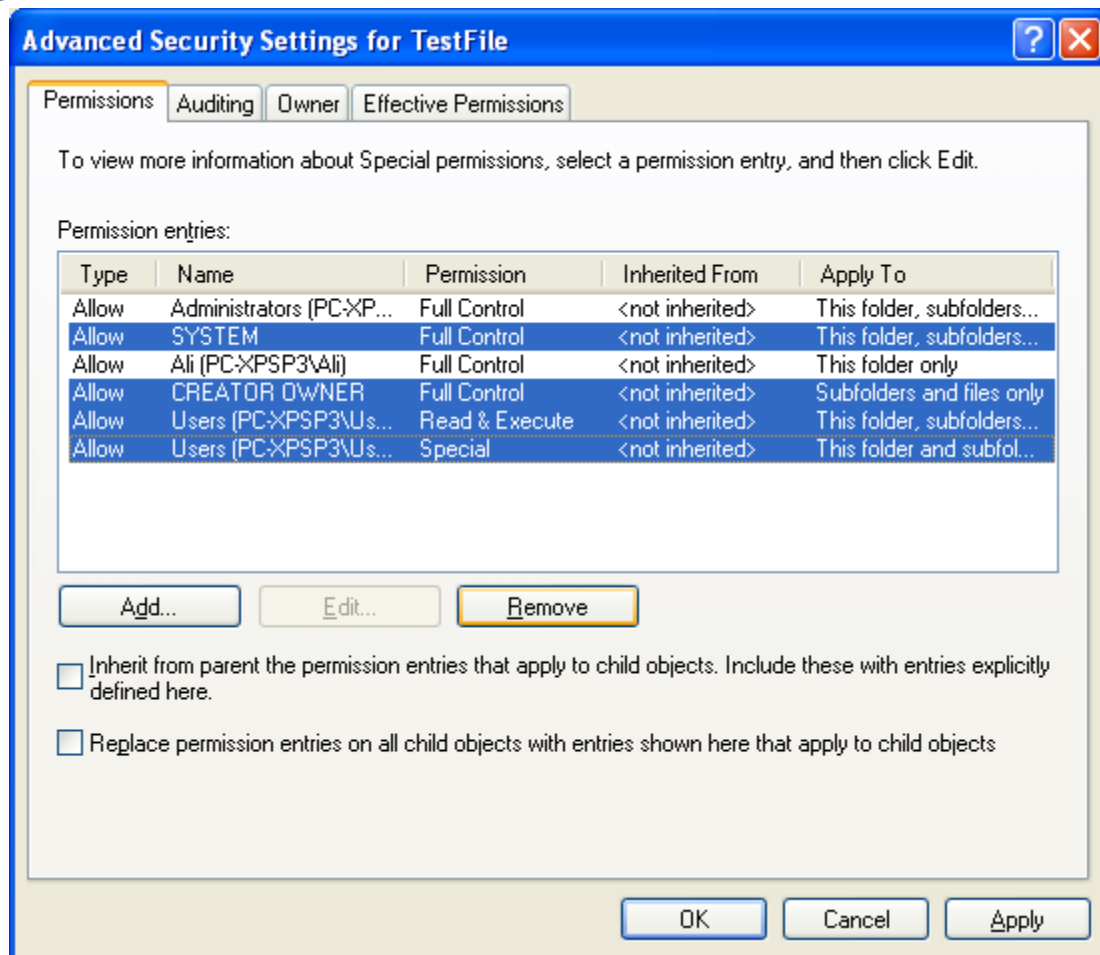 Advanced Security Settings for TestFile
Permissions Auditing Owner Effective Permissions
To view more information about Special permissions, select a permission entry, and then click Edit.
Permission entries:
Type Name Permission Inherited From Apply To
Allow Administrators (PC-XP... Full Control <not inherited> This folder, subfolders...
Allow SYSTEM Full Control <not inherited> This folder, subfolders...
Allow Ali (PC-XPSP3\Ali) Full Control <not inherited> This folder only
Allow CREATOR OWNER Full Control <not inherited> Subfolders and files only
Allow Users (PC-XPSP3\Us... Read & Execute <not inherited> This folder, subfolders...
Allow Users (PC-XPSP3\Us... Special <not inherited> This folder and subfol...
Add... Edit... Remove
Inherit from parent the permission entries that apply to child objects. Include these with entries explicitly
defined here.
Replace permission entries on all child objects with entries shown here that apply to child objects
OK Cancel Apply